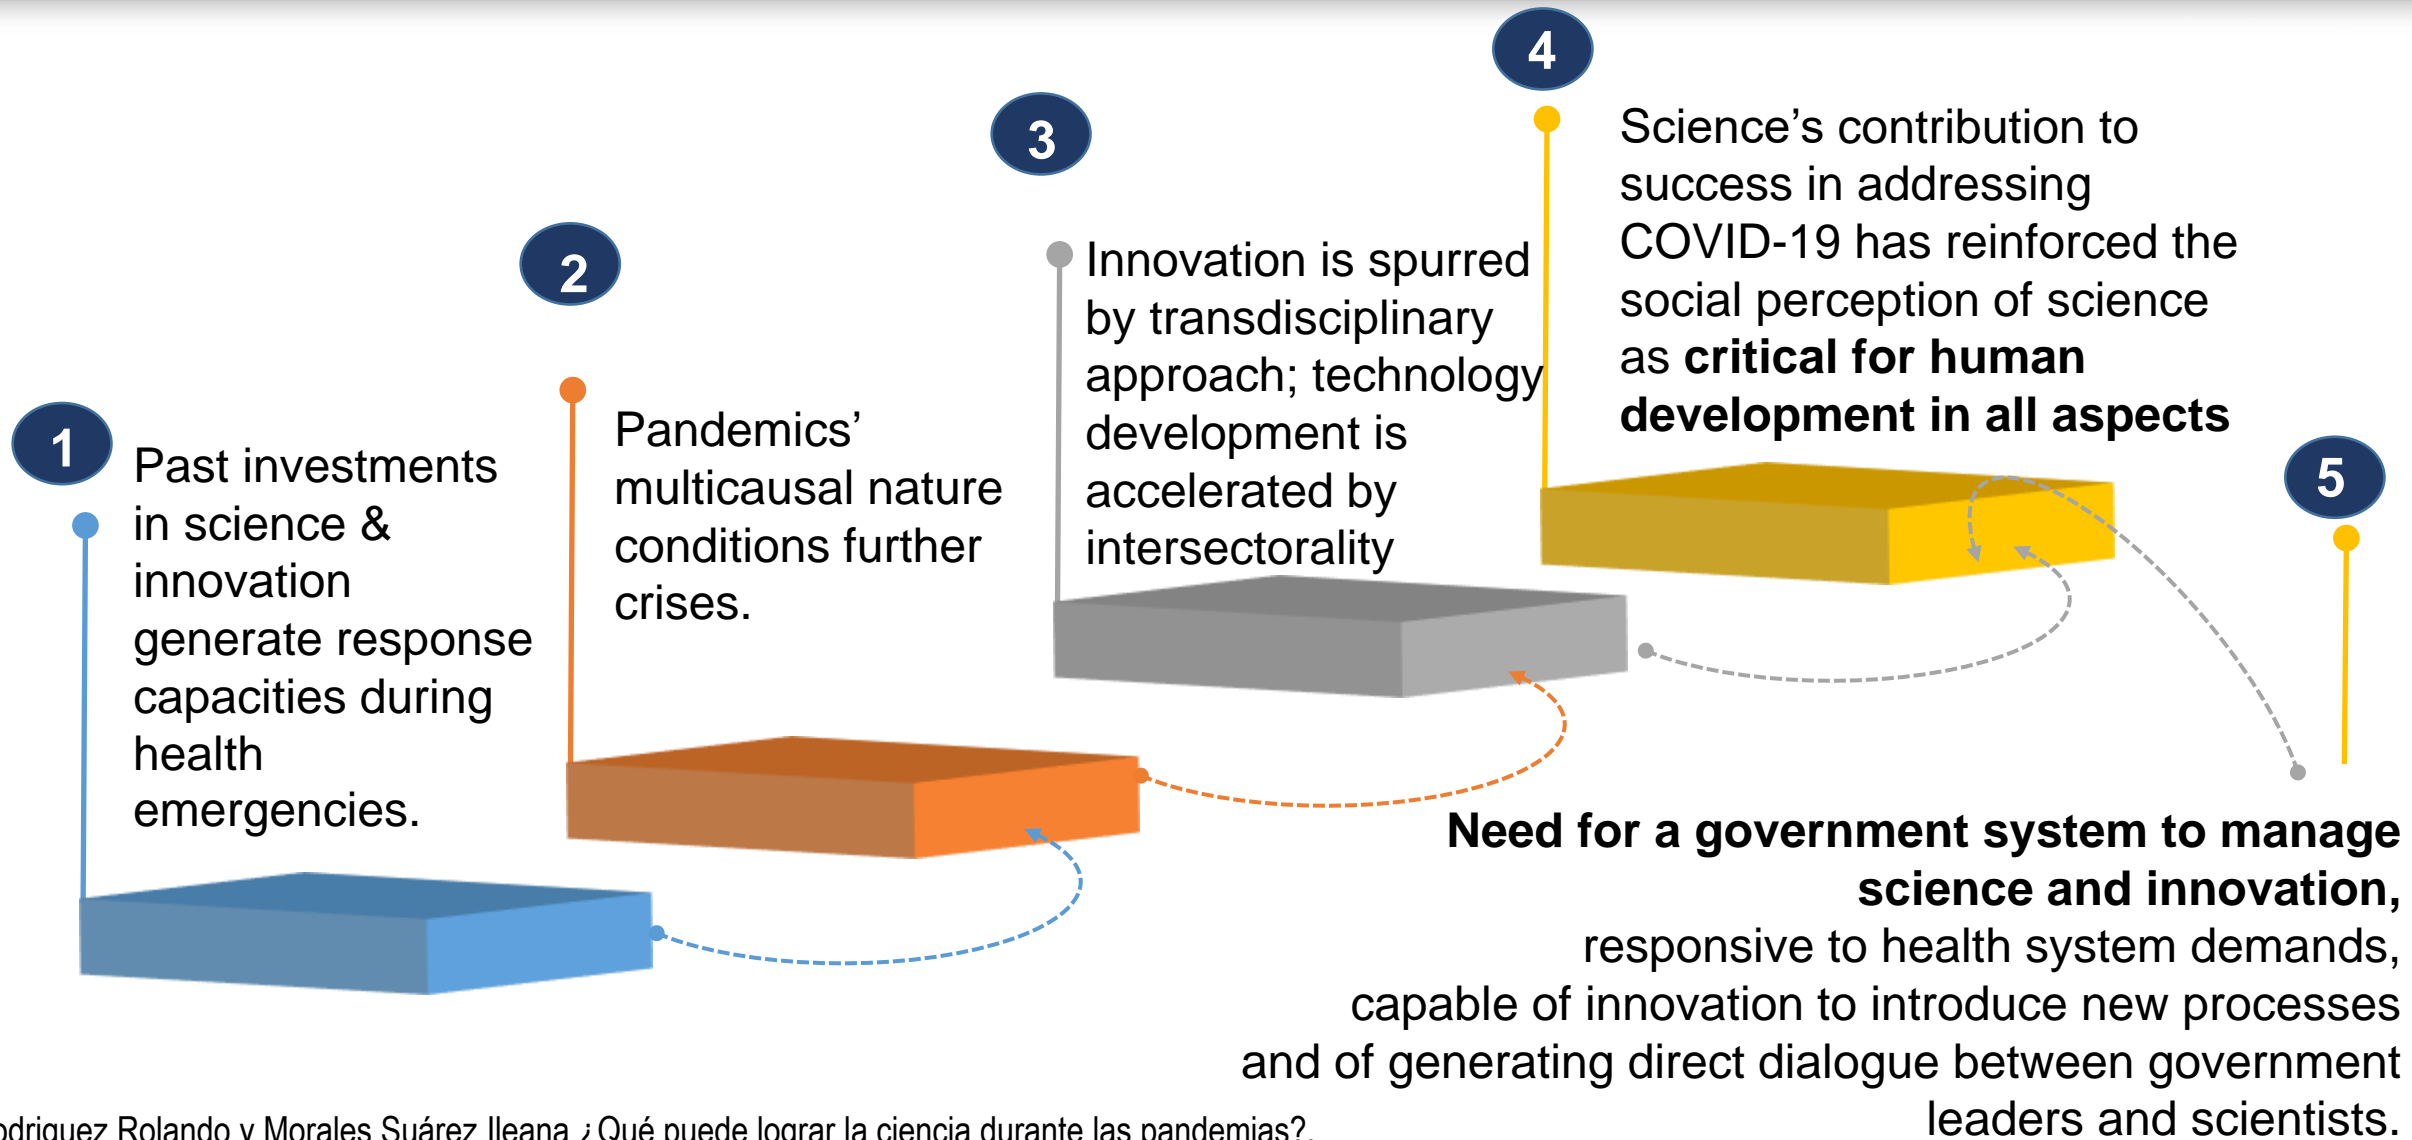 1
Past investments
in science &
innovation
generate response
capacities during
health
emergencies.
2
Pandemics’
multicausal nature
conditions further
crises.
3
Innovation is spurred
by transdisciplinary
approach; technology
development is
accelerated by
intersectorality
4
Science’s contribution to
success in addressing
COVID-19 has reinforced the
social perception of science
as critical for human
development in all aspects
5
Need for a government system to manage
science and innovation,
responsive to health system demands,
capable of innovation to introduce new processes
and of generating direct dialogue between government
leaders and scientists.
Rolando y Morales Suárez Ileana ¿Qué puede lograr la ciencia durante las pandemias?.